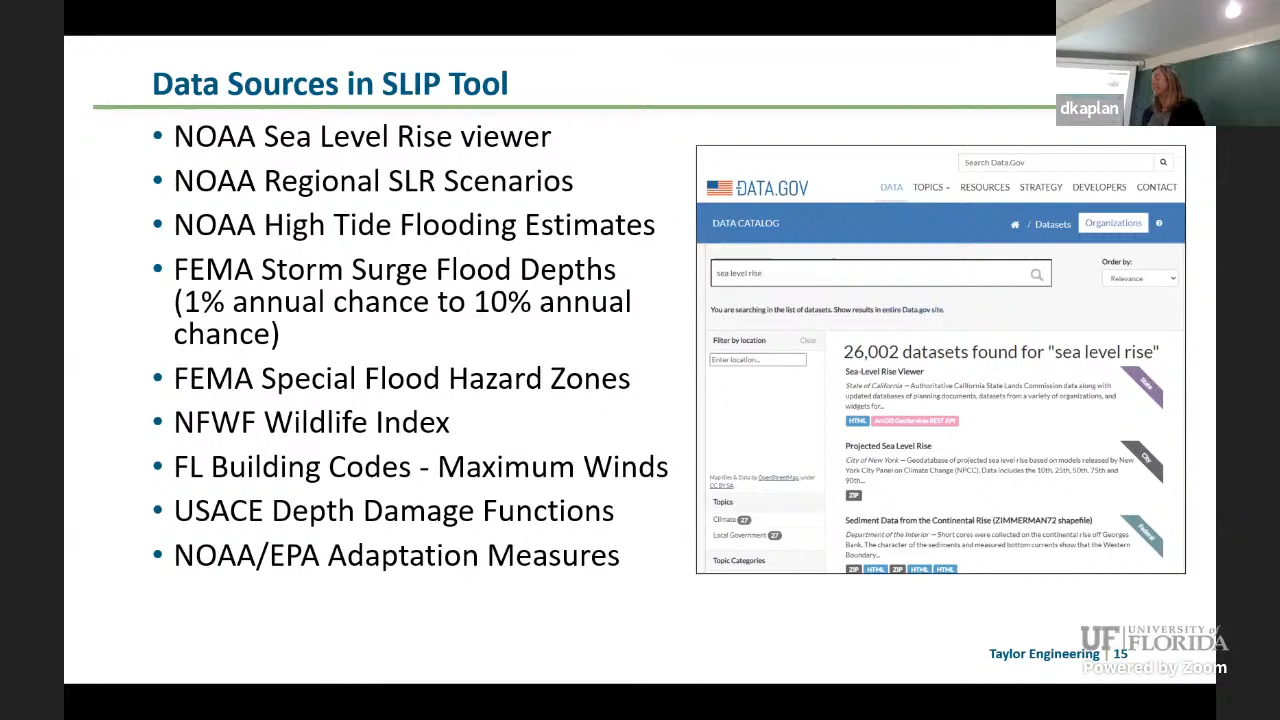 Data Sources in SLIP Tool
dkaplan
• NOAA Sea Level Rise viewer
• NOAA Regional SLR Scenarios
• NOAA High Tide Flooding Estimates
• FEMA Storm Surge Flood Depths
(1% annual chance to 10% annual
chance)
• FEMA Special Flood Hazard Zones
• NFWF Wildlife Index
• FL Building Codes - Maximum Winds
• USACE Depth Damage Functions
• NOAA/EPA Adaptation Measures
Search Data.Gov
DATA.GOV
DATA TOPICS RESOURCES STRATEGY DEVELOPERS CONTACT
DATA CATALOG
/ Datasets Organizations
sea level rise
Order by:
Relevance
You are searching in the list of datasets. Show results in entire Data.gov site.
Filter by location Clear
Enter location...
Map tiles & Data by OpenStreetMap, under
CC BY SA.
Topics
Climate 27
Local Government 27
Topic Categories
26,002 datasets found for "sea level rise"
Sea-Level Rise Viewer
State
State of California — Authoritative California State Lands Commission data along with
updated databases of planning documents, datasets from a variety of organizations, and
widgets for...
HTML ArcGIS GeoServices REST API
Projected Sea Level Rise
City
City of New York — Geodatabase of projected sea level rise based on models released by New
York City Panel on Climate Change (NPCC). Data includes the 10th, 25th, 50th, 75th and
90th...
ZIP
Sediment Data from the Continental Rise (ZIMMERMAN72 shapefile)
Federal
Department of the Interior — Short cores were collected on the continental rise off Georges
Bank. The character of the sediments and measured bottom currents show that the Western
Boundary...
ZIP HTML ZIP HTML HTML
Taylor Engineering | 15
UF UNIVERSITY of
FLORIDA
Powered by Zoom